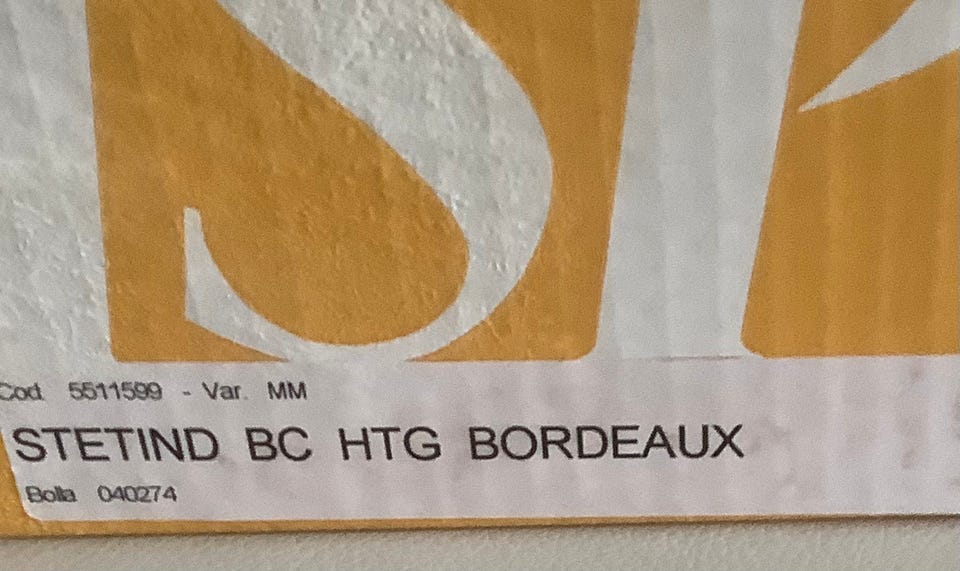 Cod. 5511599 - Var. MM
STETIND BC HTG BORDEAUX
Bolla 040274